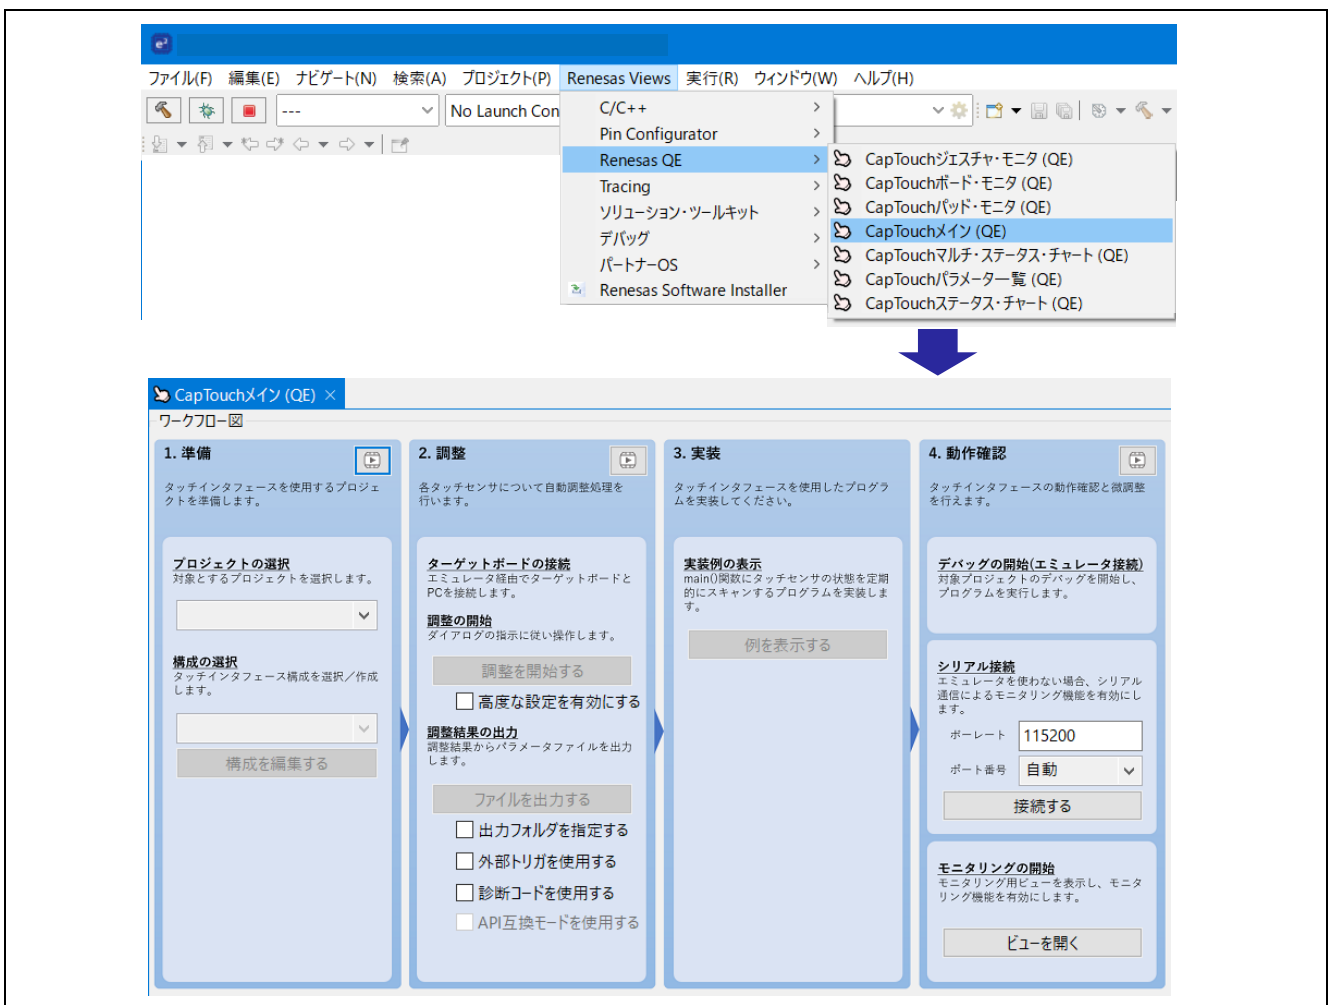 e²
ファイル(F) 編集(E) ナビゲート(N) 検索(A) プロジェクト(P) Renesas Views 実行(R) ウィンドウ(W) ヘルプ(H)
--- No Launch Con
C/C++
Pin Configurator
Renesas QE
Tracing
ソリューション・ツールキット
デバッグ
パートナーOS
Renesas Software Installer
CapTouchジェスチャ・モニタ (QE)
CapTouchボード・モニタ (QE)
CapTouchパッド・モニタ (QE)
CapTouchメイン (QE)
CapTouchマルチ・ステータス・チャート (QE)
CapTouchパラメータ一覧 (QE)
CapTouchステータス・チャート (QE)
CapTouchメイン (QE)
ワークフロー図
1. 準備
タッチインタフェースを使用するプロジェ
クトを準備します。
プロジェクトの選択
対象とするプロジェクトを選択します。
構成の選択
タッチインタフェース構成を選択／作成
します。
構成を編集する
2. 調整
各タッチセンサについて自動調整処理を
行います。
ターゲットボードの接続
エミュレータ経由でターゲットボードと
PCを接続します。
調整の開始
ダイアログの指示に従い操作します。
調整を開始する
高度な設定を有効にする
調整結果の出力
調整結果からパラメータファイルを出力
します。
ファイルを出力する
出力フォルダを指定する
外部トリガを使用する
診断コードを使用する
API互換モードを使用する
3. 実装
タッチインタフェースを使用したプログラ
ムを実装してください。
実装例の表示
main()関数にタッチセンサの状態を定期
的にスキャンするプログラムを実装しま
す。
例を表示する
4. 動作確認
タッチインタフェースの動作確認と微調整
を行えます。
デバッグの開始(エミュレータ接続)
対象プロジェクトのデバッグを開始し、
プログラムを実行します。
シリアル接続
エミュレータを使わない場合、シリアル
通信によるモニタリング機能を有効にし
ます。
ボーレート 115200
ポート番号 自動
接続する
モニタリングの開始
モニタリング用ビューを表示し、モニタ
リング機能を有効にします。
ビューを開く